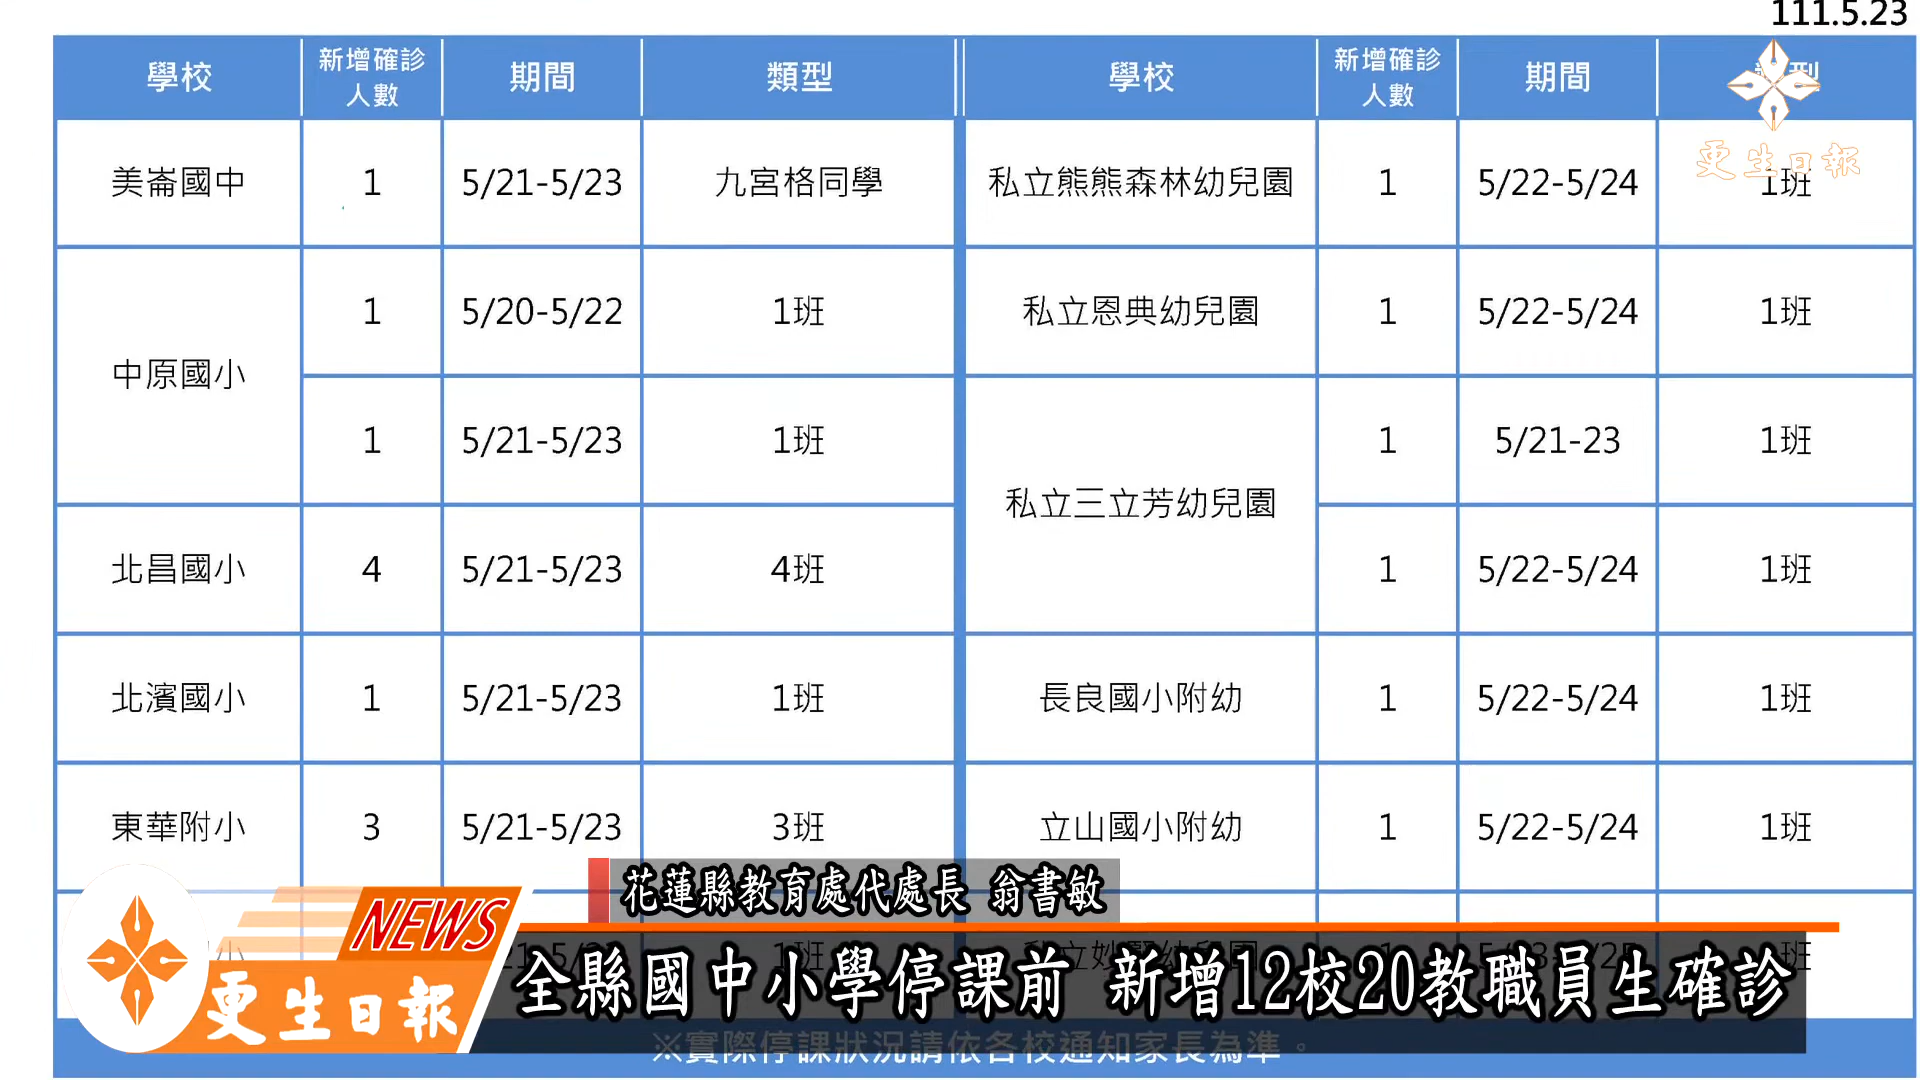 111.5.23
學校 新增確診人數 期間 類型 學校 新增確診人數 期間 型
更生日報
美崙國中 1 5/21-5/23 九宮格同學 私立熊熊森林幼兒園 1 5/22-5/24 1班
中原國小 1 5/20-5/22 1班 私立恩典幼兒園 1 5/22-5/24 1班
1 5/21-5/23 1班 私立三立芳幼兒園 1 5/21-23 1班
北昌國小 4 5/21-5/23 4班 1 5/22-5/24 1班
北濱國小 1 5/21-5/23 1班 長良國小附幼 1 5/22-5/24 1班
東華附小 3 5/21-5/23 3班 立山國小附幼 1 5/22-5/24 1班
花蓮縣教育處代處長 翁書敏
NEWS
更生日報
小 1班 班
全縣國中小學停課前 新增12校20教職員生確診
※實際停課狀況請依各校通知家長為準。